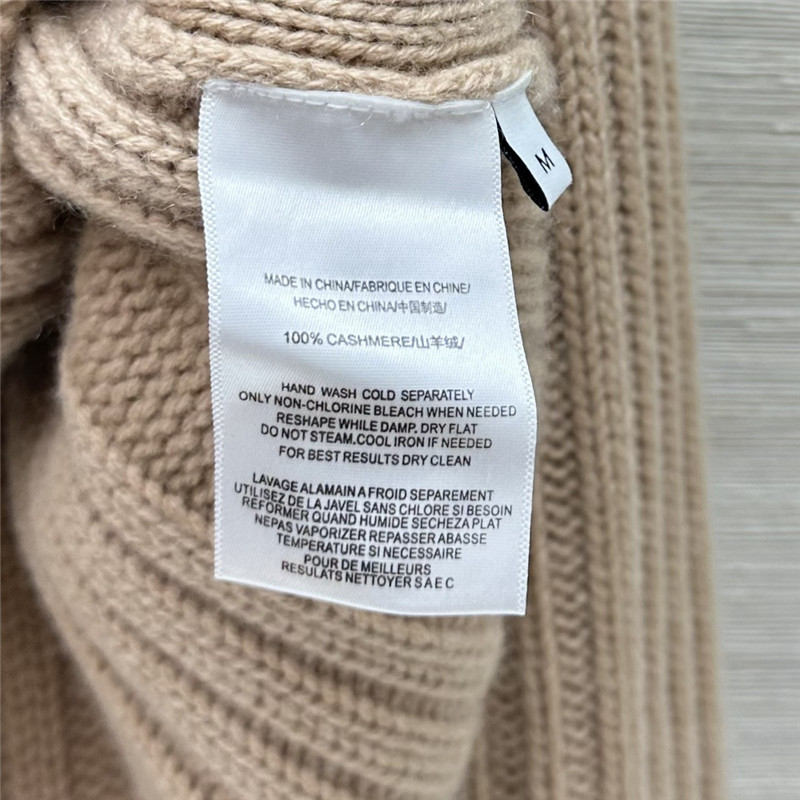 M
MADE IN CHINA/FABRIQUE EN CHINE/
HECHO EN CHINA/中国制造/
100% CASHMERE/山羊绒/
HAND WASH COLD SEPARATELY
ONLY NON-CHLORINE BLEACH WHEN NEEDED
RESHAPE WHILE DAMP. DRY FLAT
DO NOT STEAM.COOL IRON IF NEEDED
FOR BEST RESULTS DRY CLEAN
LAVAGE ALAMAIN A FROID SEPAREMENT
UTILISEZ DE LA JAVEL SANS CHLORE SI BESOIN
REFORMER QUAND HUMIDE SECHEZA PLAT
NEPAS VAPORIZER REPASSER ABASSE
TEMPERATURE SI NECESSAIRE
POUR DE MEILLEURS
RESULATS NETTOYER S A E C